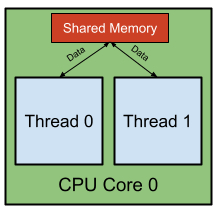 Shared Memory
Data
Data
Thread 0
Thread 1
CPU Core 0